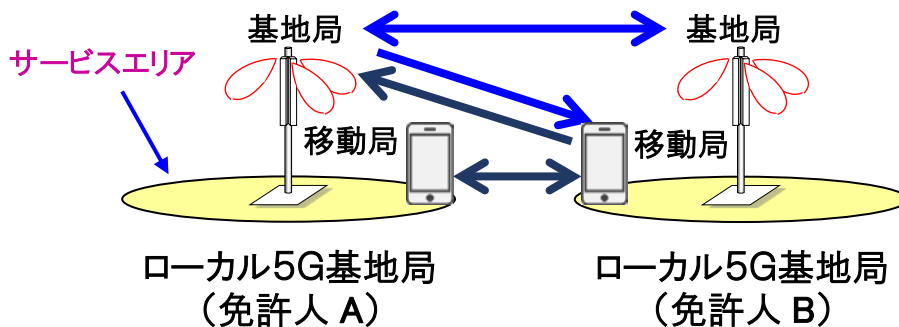 基地局
基地局
サービスエリア
移動局
移動局
ローカル5G基地局
（免許人 A）
ローカル5G基地局
（免許人 B）